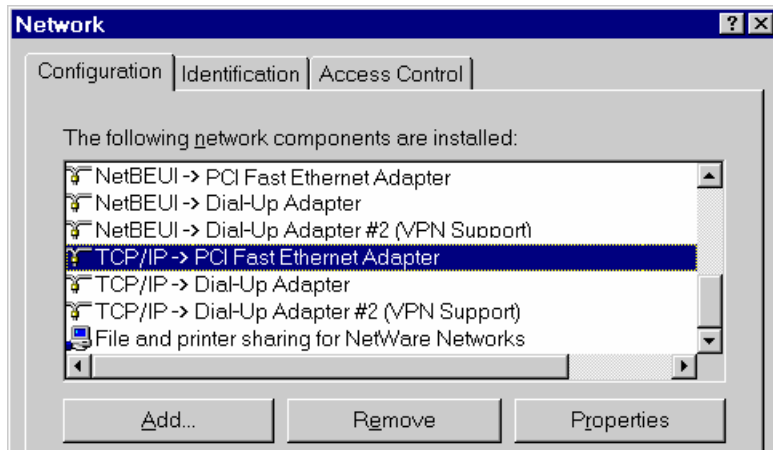 Network
Configuration Identification Access Control
The following network components are installed:
NetBEUI -> PCI Fast Ethernet Adapter
NetBEUI -> Dial-Up Adapter
NetBEUI -> Dial-Up Adapter #2 (VPN Support)
TCP/IP -> PCI Fast Ethernet Adapter
TCP/IP -> Dial-Up Adapter
TCP/IP -> Dial-Up Adapter #2 (VPN Support)
File and printer sharing for NetWare Networks
Add... Remove Properties